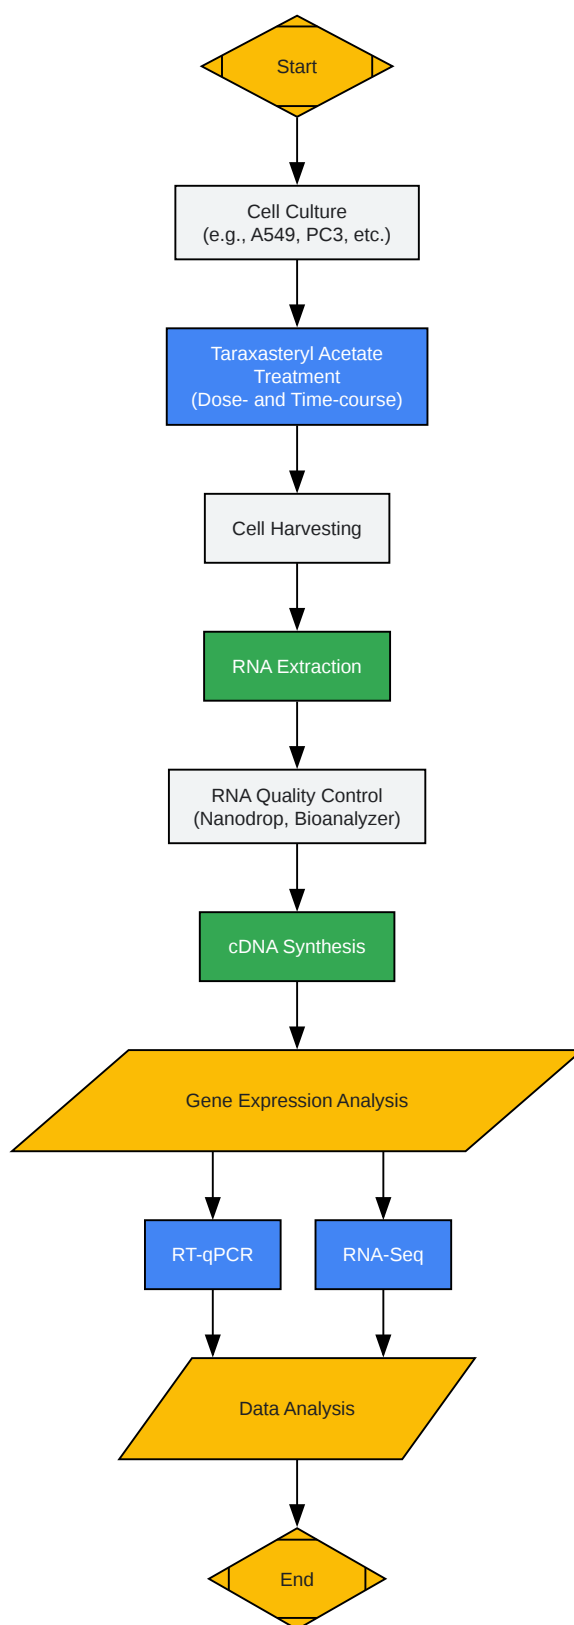 Start
Cell Culture
(e.g., A549, PC3, etc.)
Taraxasteryl Acetate
Treatment
(Dose- and Time-course)
Cell Harvesting
RNA Extraction
RNA Quality Control
(Nanodrop, Bioanalyzer)
cDNA Synthesis
Gene Expression Analysis
RT-qPCR
RNA-Seq
Data Analysis
End